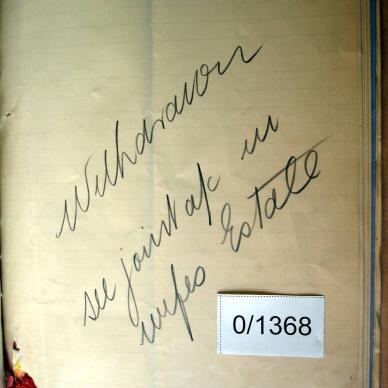 Withdrawn
see joint a/c in
wifes Estate
0/1368